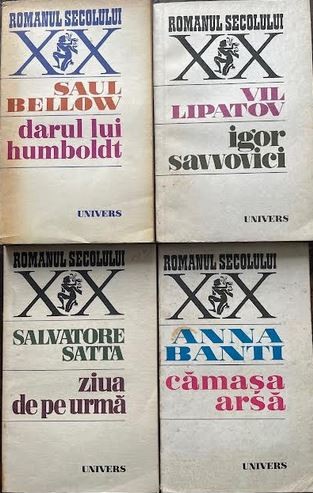 ROMANUL SECOLULUI
XX
SAUL
BELLOW
darul lui
humboldt
UNIVERS
ROMANUL SECOLULUI
XX
VIL
LIPATOV
igor
savvovici
UNIVERS
ROMANUL SECOLULUI
XX
SALVATORE
SATTA
ziua
de pe urmă
UNIVERS
ROMANUL SECOLULUI
XX
ANNA
BANTI
cămașa
arsă
UNIVERS